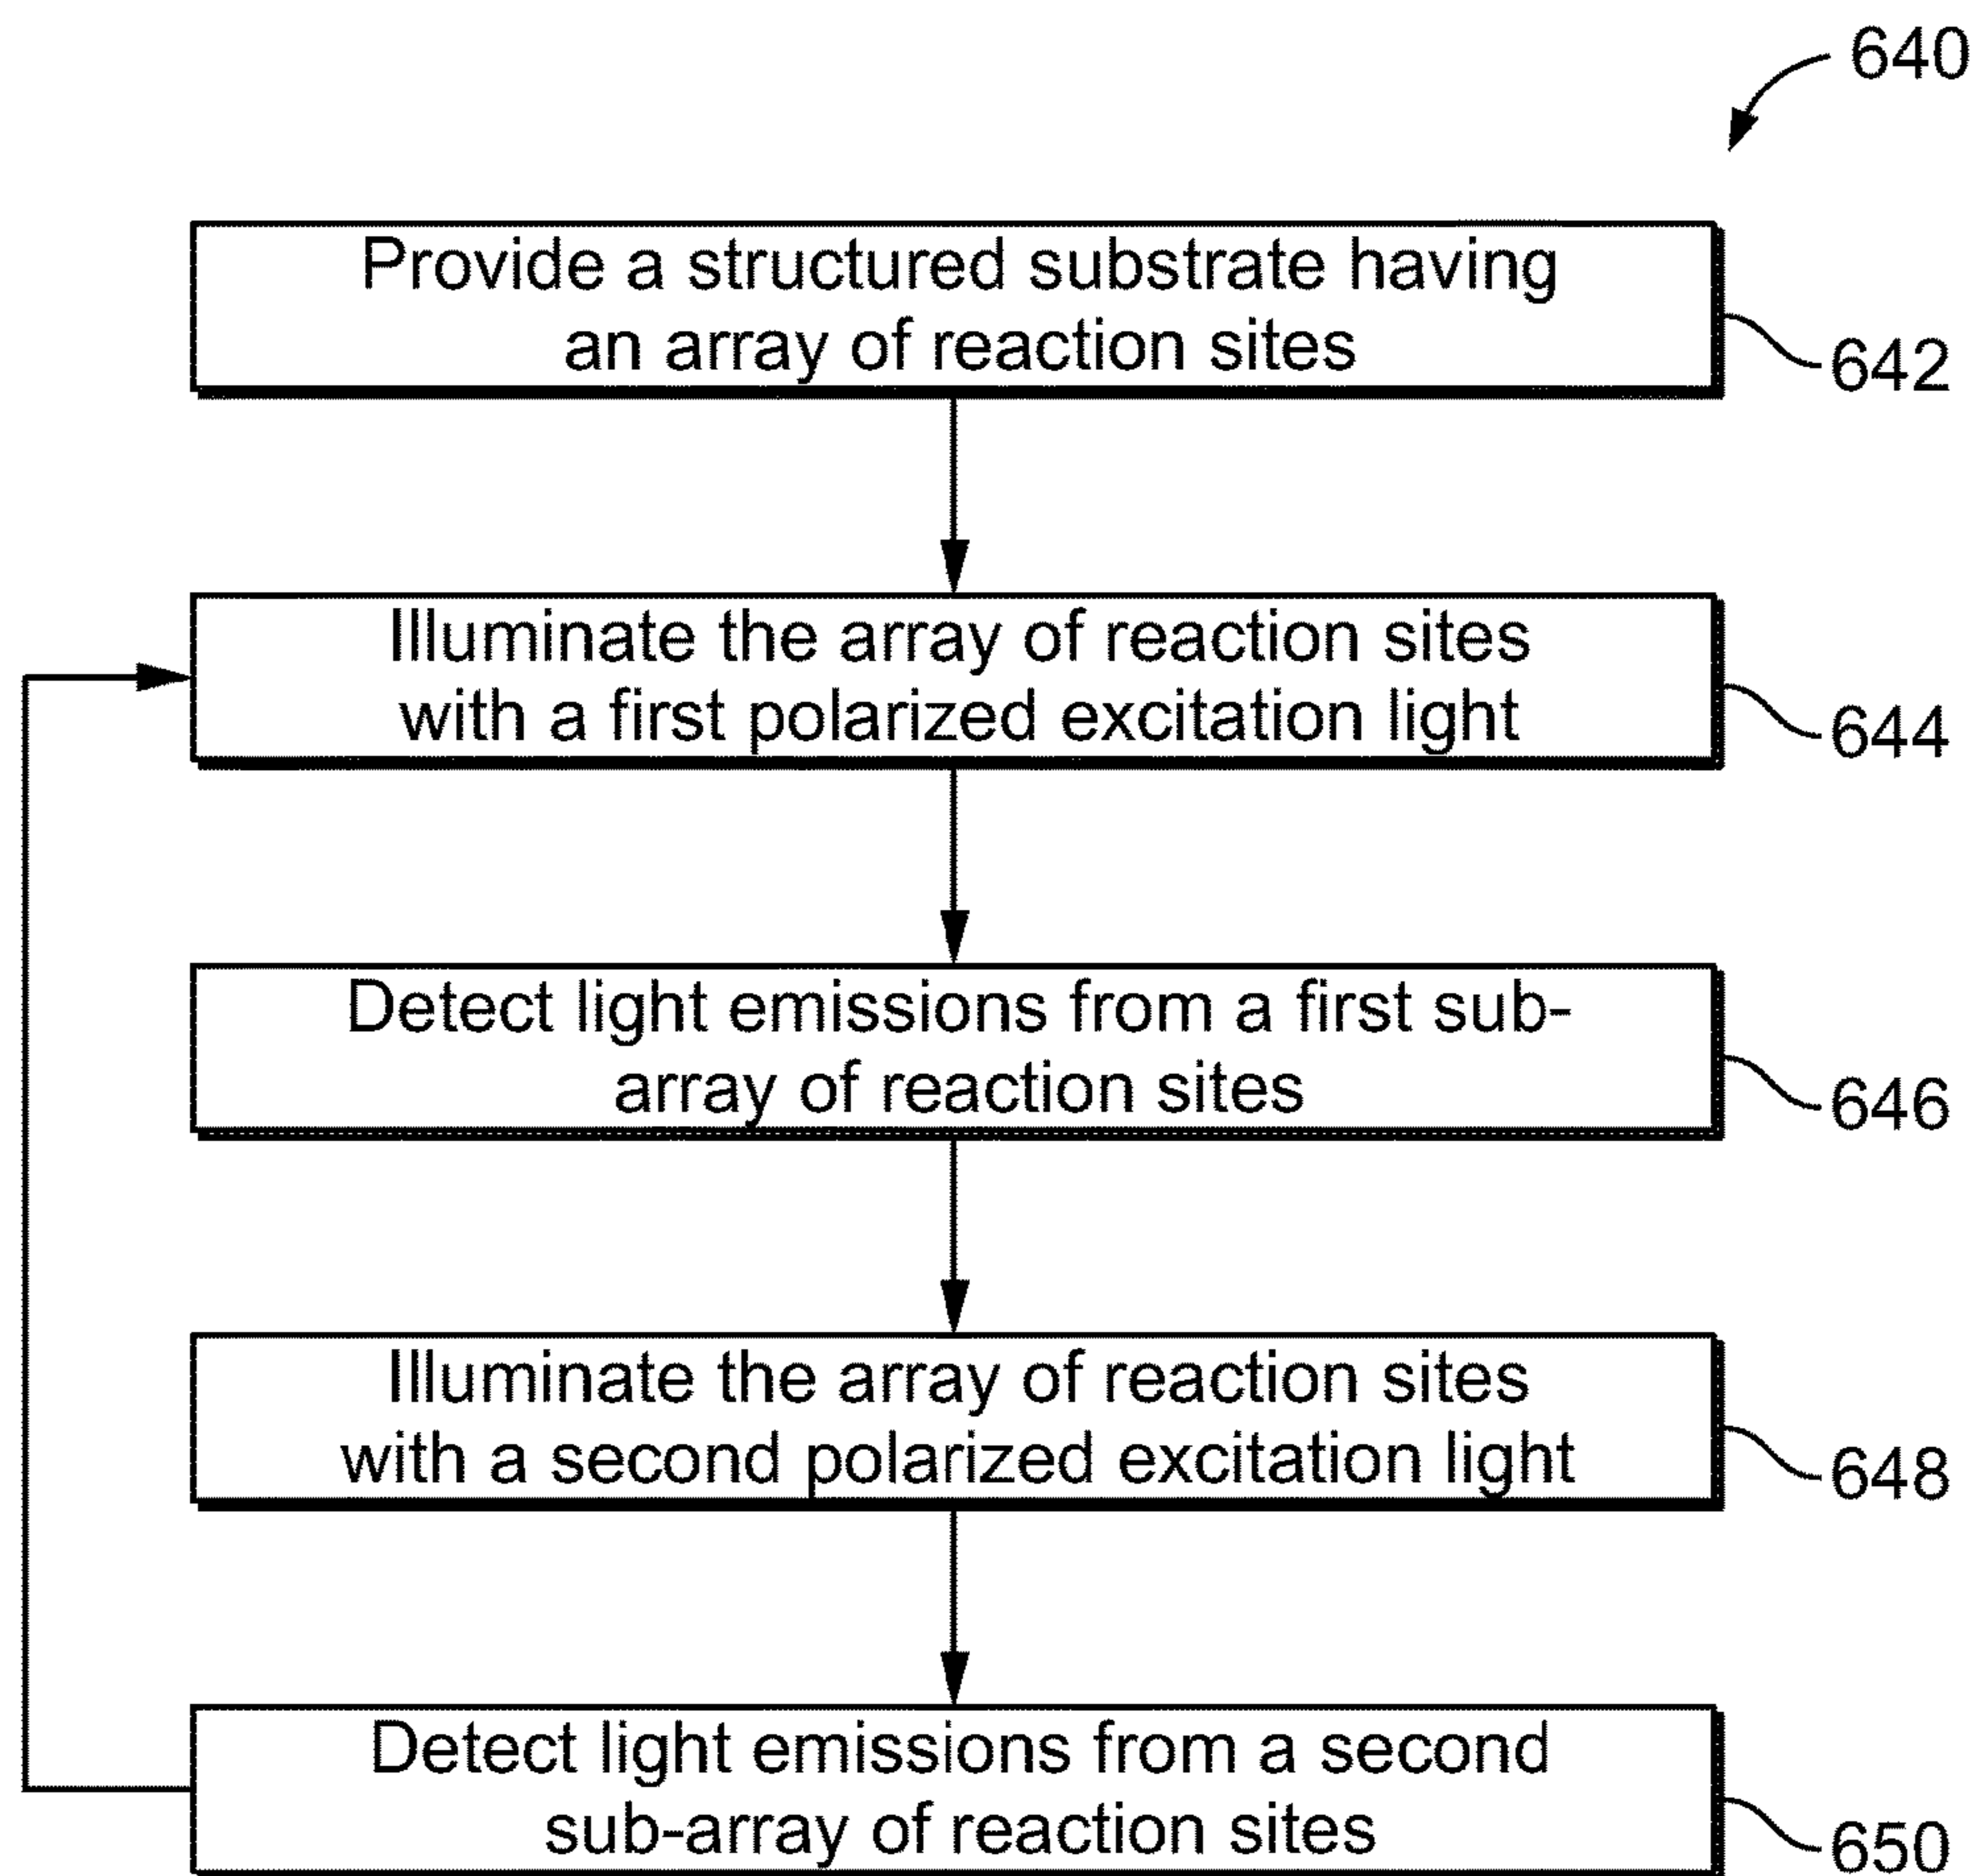 640
Provide a structured substrate having
an array of reaction sites
642
Illuminate the array of reaction sites
with a first polarized excitation light
644
Detect light emissions from a first sub-
array of reaction sites
646
Illuminate the array of reaction sites
with a second polarized excitation light
648
Detect light emissions from a second
sub-array of reaction sites
650